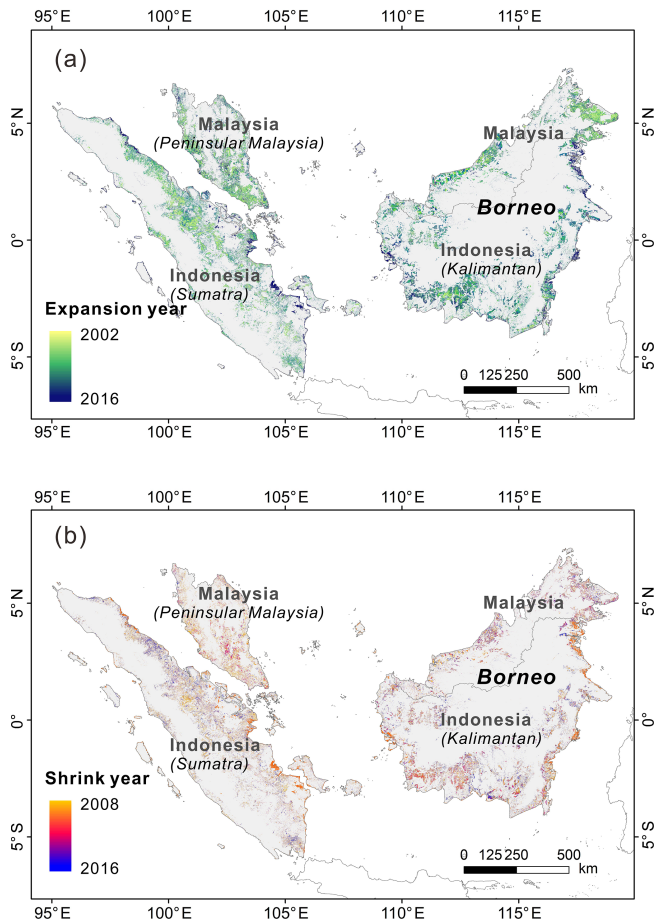 95°E 100°E 105°E 110°E 115°E
(a)
5°N 5°N
Malaysia
(Peninsular Malaysia)
Malaysia
Borneo
0° 0°
Indonesia
(Kalimantan)
Indonesia
(Sumatra)
Expansion year
2002
2016
5°S 5°S
0 125 250 500
km
95°E 100°E 105°E 110°E 115°E
95°E 100°E 105°E 110°E 115°E
(b)
5°N 5°N
Malaysia
(Peninsular Malaysia)
Malaysia
Borneo
0° 0°
Indonesia
(Kalimantan)
Indonesia
(Sumatra)
Shrink year
2008
2016
5°S 5°S
0 125 250 500
km
95°E 100°E 105°E 110°E 115°E